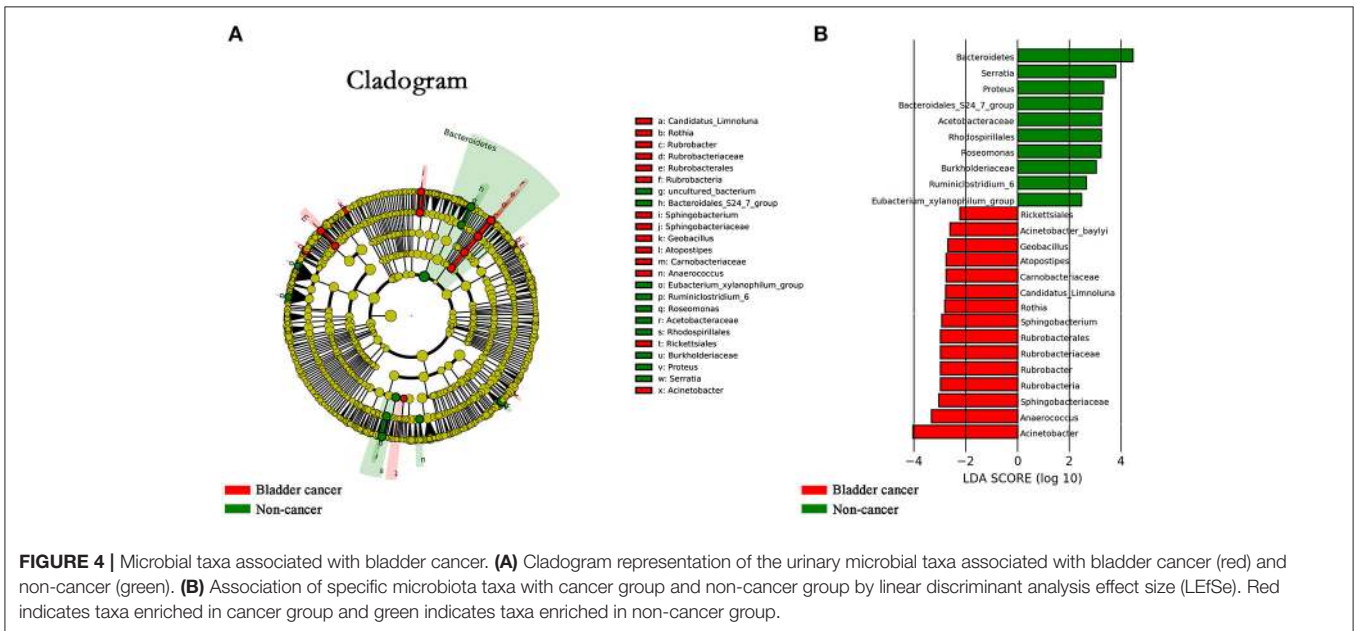 A
Cladogram
Bacteroidetes
a: Candidatus_Limnoluna
b: Rothia
c: Rubrobacter
d: Rubrobacteriaceae
e: Rubrobacterales
f: Rubrobacteria
g: uncultured_bacterium
h: Bacteroidales_S24_7_group
i: Sphingobacterium
j: Sphingobacteriaceae
k: Geobacillus
l: Atopostipes
m: Carnobacteriaceae
n: Anaerococcus
o: Eubacterium_xylanophilum_group
p: Ruminiclostridium_6
q: Roseomonas
r: Acetobacteraceae
s: Rhodospirillales
t: Rickettsiales
u: Burkholderiaceae
v: Proteus
w: Serratia
x: Acinetobacter
Bladder cancer
Non-cancer
B
Bacteroidetes
Serratia
Proteus
Bacteroidales_S24_7_group
Acetobacteraceae
Rhodospirillales
Roseomonas
Burkholderiaceae
Ruminiclostridium_6
Eubacterium_xylanophilum_group
Rickettsiales
Acinetobacter_baylyi
Geobacillus
Atopostipes
Carnobacteriaceae
Candidatus_Limnoluna
Rothia
Sphingobacterium
Rubrobacterales
Rubrobacteriaceae
Rubrobacter
Rubrobacteria
Sphingobacteriaceae
Anaerococcus
Acinetobacter
−4 −2 0 2 4
LDA SCORE (log 10)
Bladder cancer
Non-cancer
FIGURE 4 | Microbial taxa associated with bladder cancer. (A) Cladogram representation of the urinary microbial taxa associated with bladder cancer (red) and
non-cancer (green). (B) Association of specific microbiota taxa with cancer group and non-cancer group by linear discriminant analysis effect size (LEfSe). Red
indicates taxa enriched in cancer group and green indicates taxa enriched in non-cancer group.